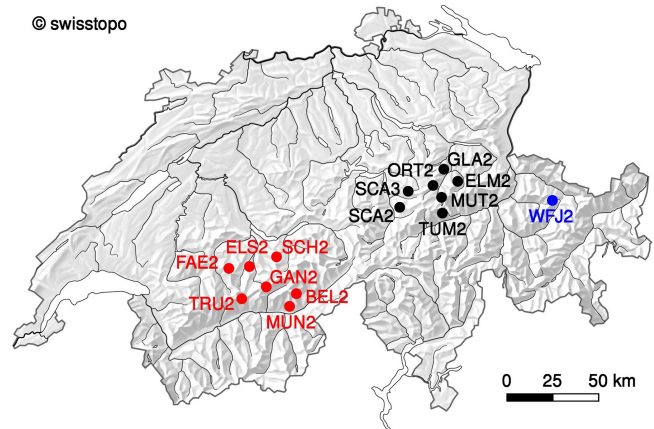 © swisstopo
GLA2
ORT2
ELM2
SCA3
MUT2
SCA2
TUM2
WFJ2
ELS2
SCH2
FAE2
GAN2
TRU2
BEL2
MUN2
0 25 50 km